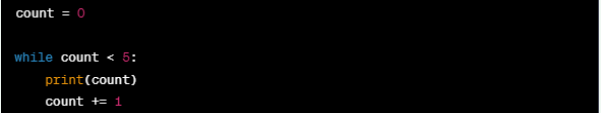 count = 0
while count < 5:
    print(count)
    count += 1